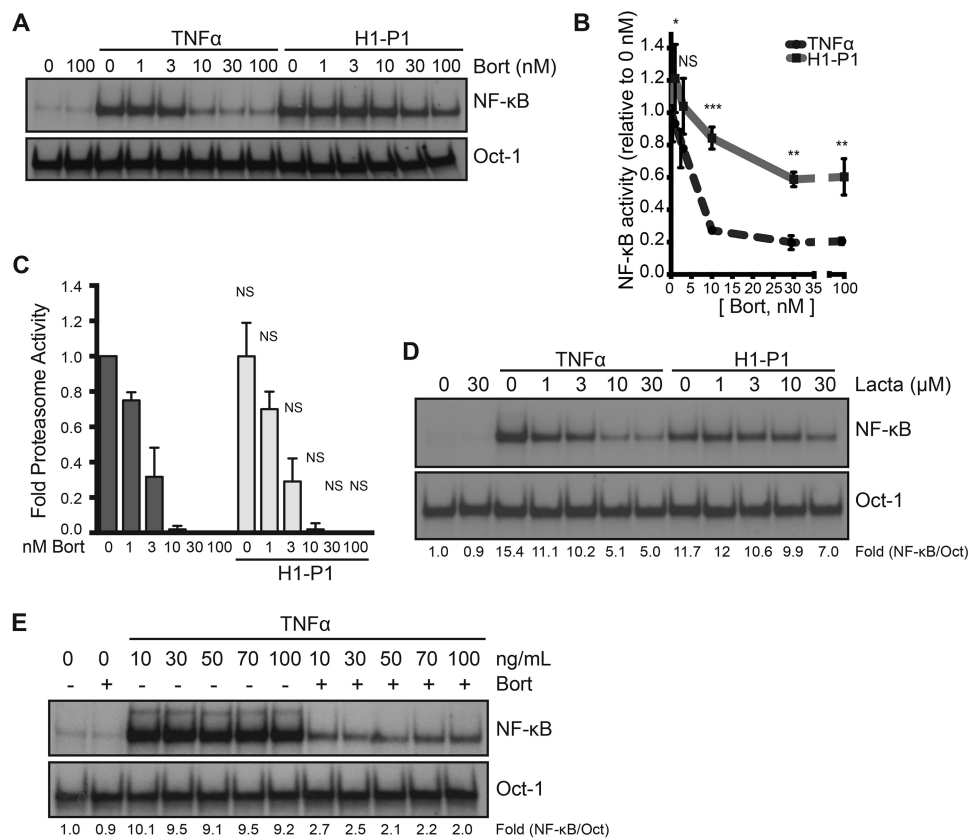 A
TNFα H1-P1
0 100 0 1 3 10 30 100 0 1 3 10 30 100 Bort (nM)
NF-κB
Oct-1
B
NF-κB activity (relative to 0 nM)
1.4
1.2
1.0
0.8
0.6
0.4
0.2
0.0
*
NS
***
**
**
TNFα
H1-P1
0 5 10 15 20 25 30 35 100
[ Bort, nM ]
C
Fold Proteasome Activity
1.4
1.2
1.0
0.8
0.6
0.4
0.2
0.0
NS
NS
NS
NS
NS NS
nM Bort 0 1 3 10 30 100 0 1 3 10 30 100
H1-P1
D
TNFα H1-P1
0 30 0 1 3 10 30 0 1 3 10 30 Lacta (μM)
NF-κB
Oct-1
1.0 0.9 15.4 11.1 10.2 5.1 5.0 11.7 12 10.6 9.9 7.0 Fold (NF-κB/Oct)
E
TNFα
0 0 10 30 50 70 100 10 30 50 70 100 ng/mL
- + - - - - - + + + + + Bort
NF-κB
Oct-1
1.0 0.9 10.1 9.5 9.1 9.5 9.2 2.7 2.5 2.1 2.2 2.0 Fold (NF-κB/Oct)